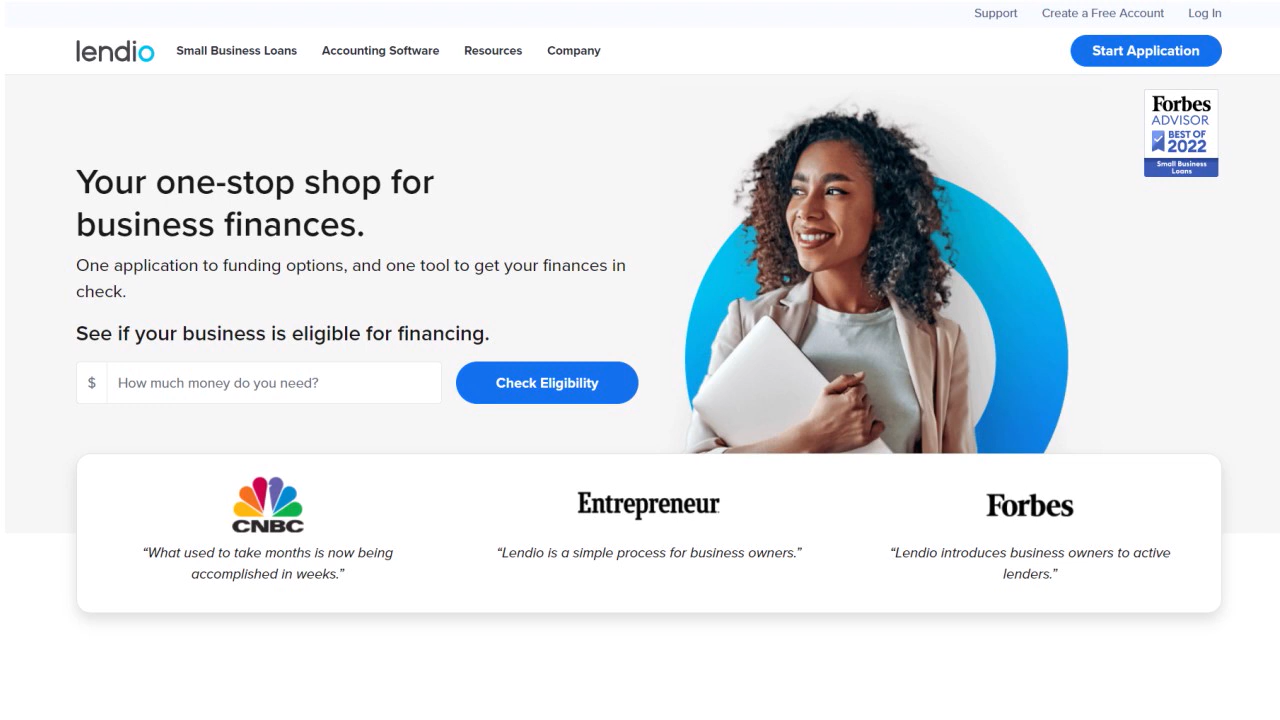 Support Create a Free Account Log In
lendio Small Business Loans Accounting Software Resources Company Start Application
Forbes
ADVISOR
BEST OF
2022
Small Business
Loans
Your one-stop shop for
business finances.
One application to funding options, and one tool to get your finances in
check.
See if your business is eligible for financing.
$ How much money do you need? Check Eligibility
CNBC
“What used to take months is now being
accomplished in weeks.”
Entrepreneur
“Lendio is a simple process for business owners.”
Forbes
“Lendio introduces business owners to active
lenders.”